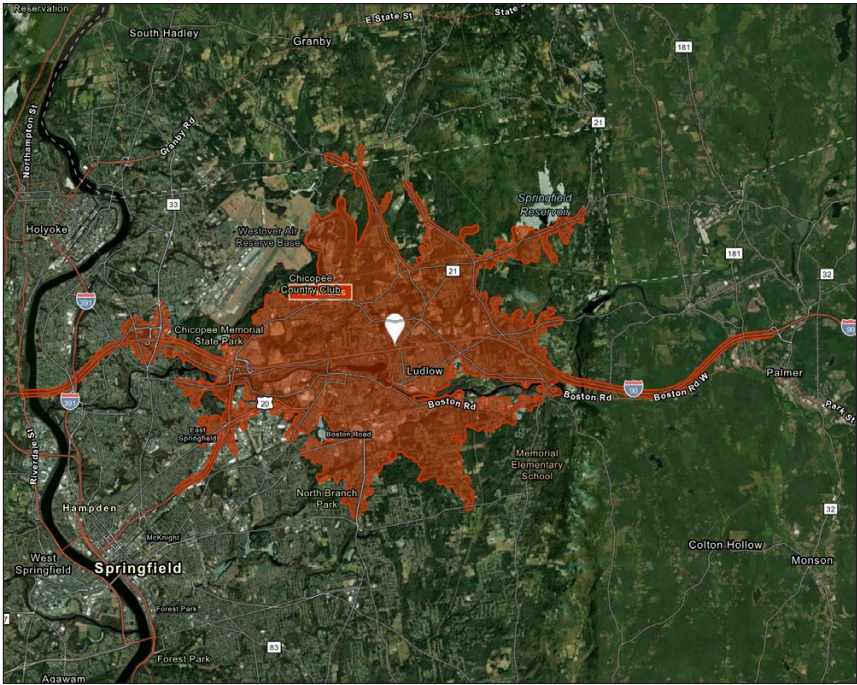 Reservation
E State St
State
South Hadley
Granby
181
Northampton St
Granby Rd
21
33
Springfield
Reservoir
Holyoke
Westover Air
Reserve Base
181
21
32
Chicopee
Country Club
391
90
Chicopee Memorial
State Park
Ludlow
Palmer
90
Boston Rd
Boston Rd W
391
20
Boston Rd
Park St
East
Springfield
Boston Road
Riverdale St
Memorial
Elementary
School
North Branch
Park
Hampden
32
McKnight
Colton Hollow
West
Springfield
Springfield
Monson
Forest Park
7
83
Forest Park
Agawam